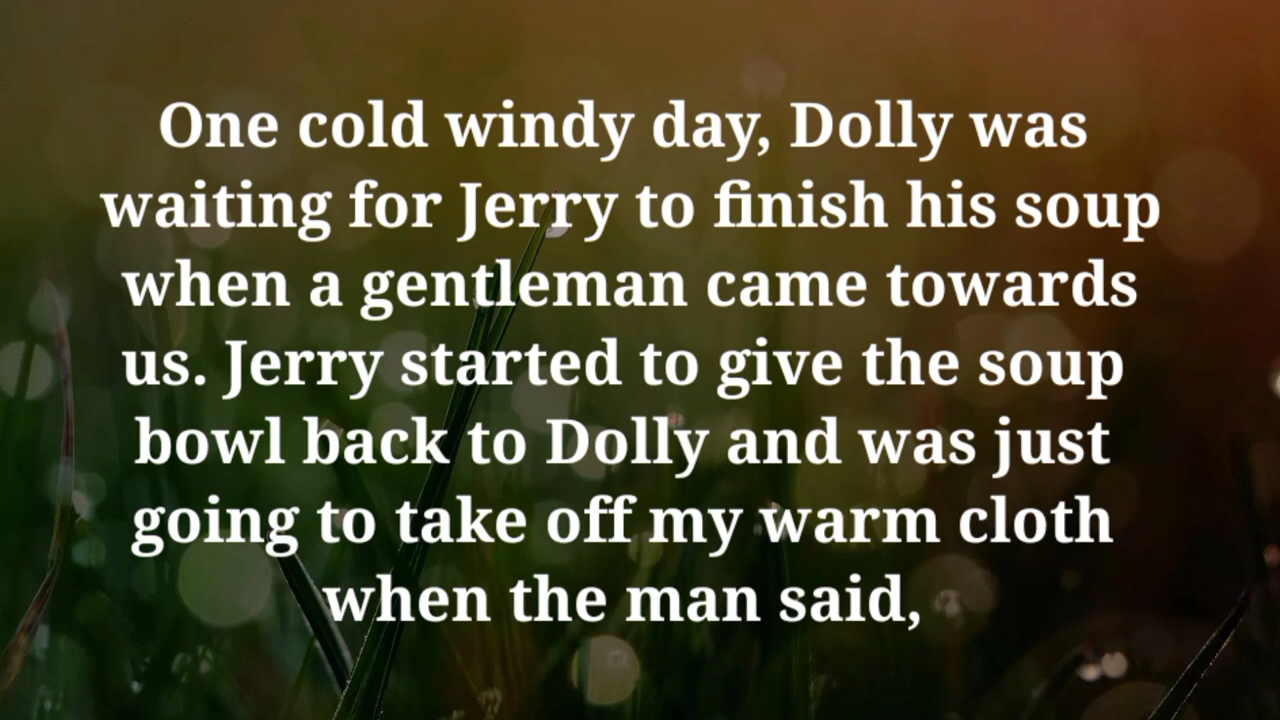 One cold windy day, Dolly was
waiting for Jerry to finish his soup
when a gentleman came towards
us. Jerry started to give the soup
bowl back to Dolly and was just
going to take off my warm cloth
when the man said,